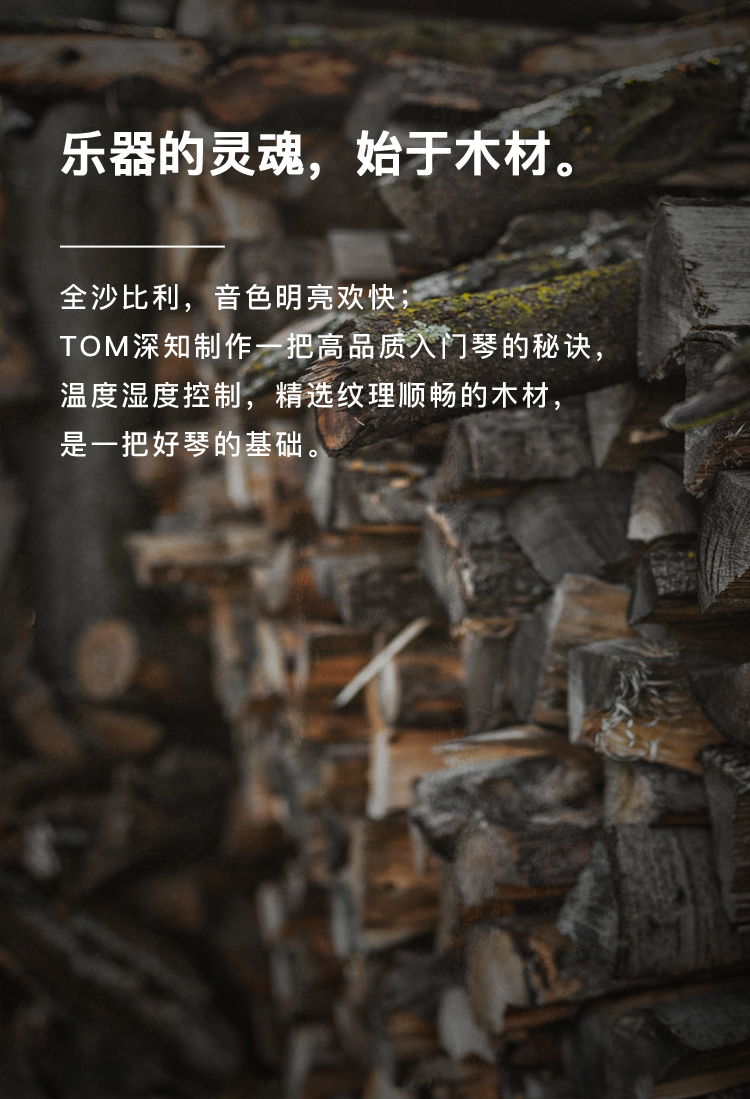 乐器的灵魂，始于木材。
全沙比利，音色明亮欢快；
TOM深知制作一把高品质入门琴的秘诀，
温度湿度控制，精选纹理顺畅的木材，
是一把好琴的基础。